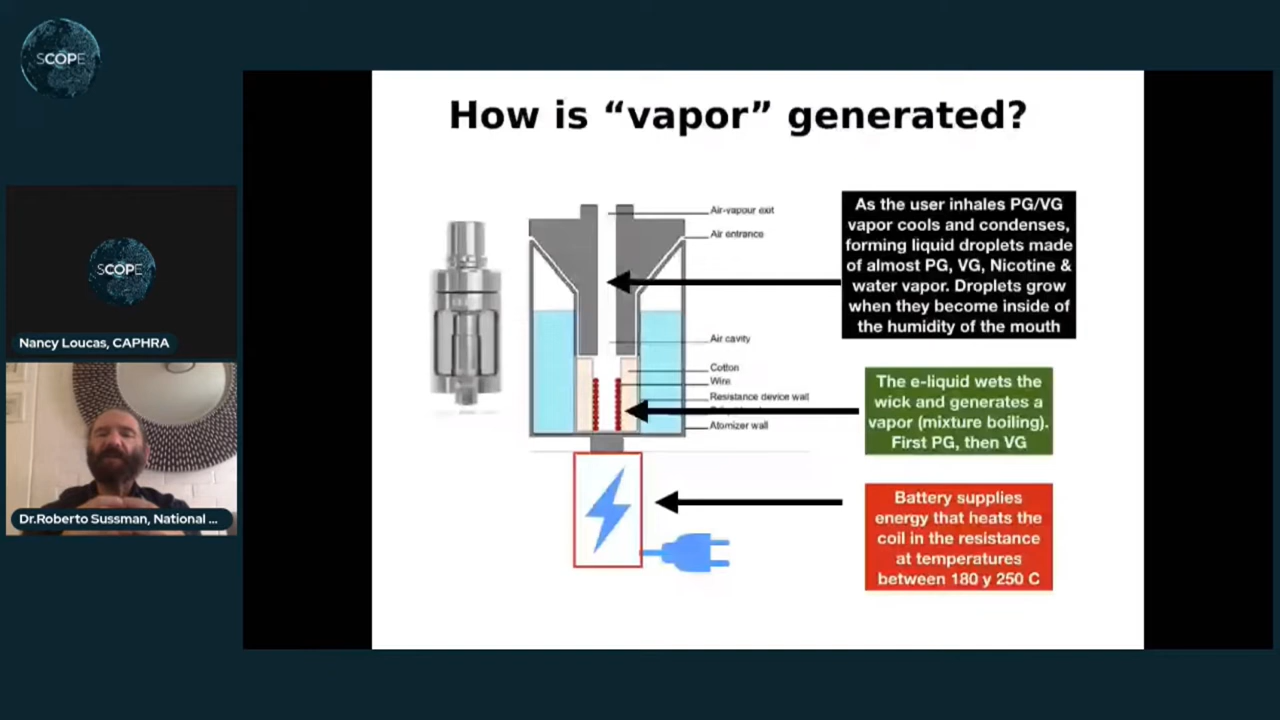 SCOPE
How is “vapor” generated?
SCOPE
Nancy Loucas, CAPHRA
Dr.Roberto Sussman, National ...
Air-vapour exit
Air entrance
Air cavity
Cotton
Wire
Resistance device wall
Atomizer wall
As the user inhales PG/VG
vapor cools and condenses,
forming liquid droplets made
of almost PG, VG, Nicotine &
water vapor. Droplets grow
when they become inside of
the humidity of the mouth
The e-liquid wets the
wick and generates a
vapor (mixture boiling).
First PG, then VG
Battery supplies
energy that heats the
coil in the resistance
at temperatures
between 180 y 250 C